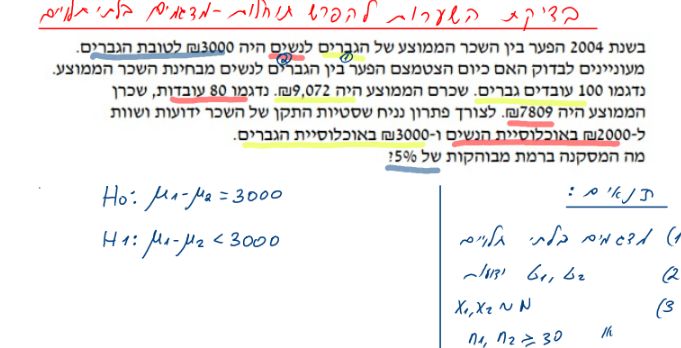 בדיקת השערות להפרש תוחלות - מדגמים בלתי תלויים
בשנת 2004 הפער בין השכר הממוצע של הגברים לנשים היה ₪3000 לטובת הגברים.
① ②
מעוניינים לבדוק האם כיום הצטמצם הפער בין הגברים לנשים מבחינת השכר הממוצע.
נדגמו 100 עובדים גברים. שכרם הממוצע היה ₪9,072. נדגמו 80 עובדות, שכרן
הממוצע היה ₪7809. לצורך פתרון נניח שסטיות התקן של השכר ידועות ושוות
ל-₪2000 באוכלוסיית הנשים ו-₪3000 באוכלוסיית הגברים.
מה המסקנה ברמת מובהקות של 5%?
H0: μ1-μ2 = 3000
H1: μ1-μ2 < 3000
תנאים:
1) מדגמים בלתי תלויים
2) σ1, σ2 ידועות
3) X1, X2 ~ N
או n1, n2 ≥ 30